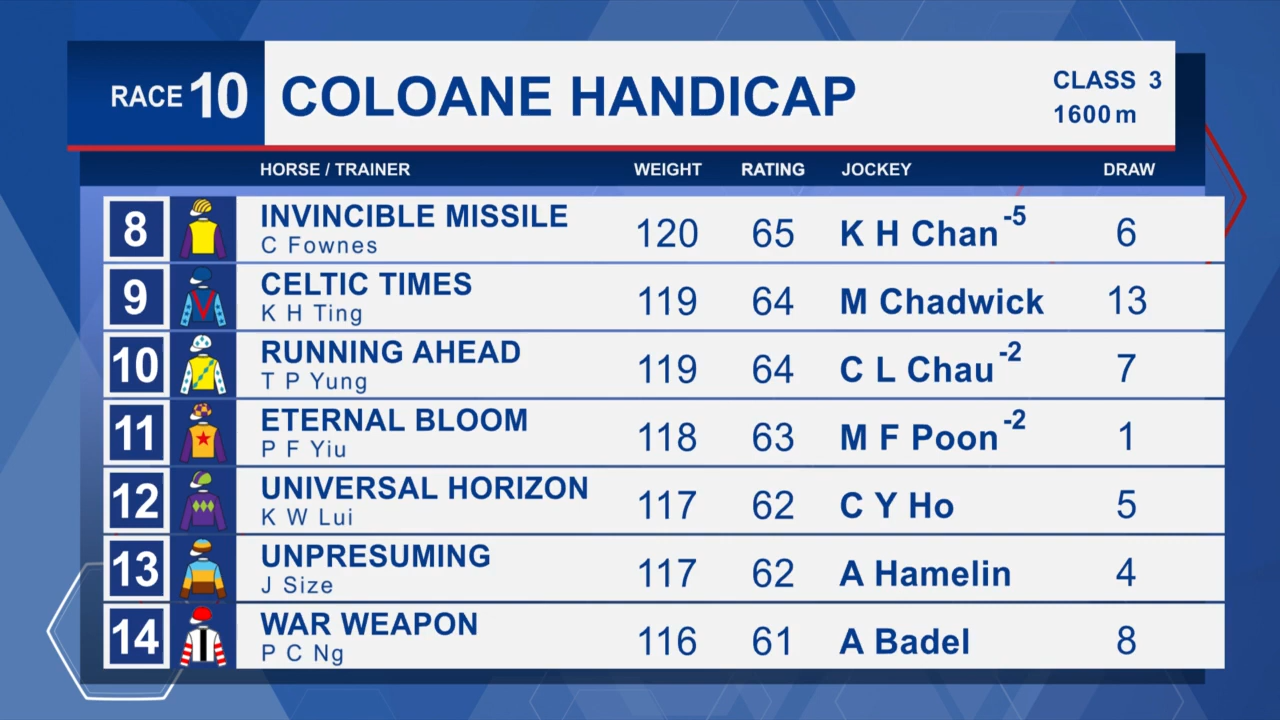 RACE 10 COLOANE HANDICAP CLASS 3
1600m
HORSE / TRAINER WEIGHT RATING JOCKEY DRAW
8 INVINCIBLE MISSILE 120 65 K H Chan -5 6
C Fownes
9 CELTIC TIMES 119 64 M Chadwick 13
K H Ting
10 RUNNING AHEAD 119 64 C L Chau -2 7
T P Yung
11 ETERNAL BLOOM 118 63 M F Poon -2 1
P F Yiu
12 UNIVERSAL HORIZON 117 62 C Y Ho 5
K W Lui
13 UNPRESUMING 117 62 A Hamelin 4
J Size
14 WAR WEAPON 116 61 A Badel 8
P C Ng